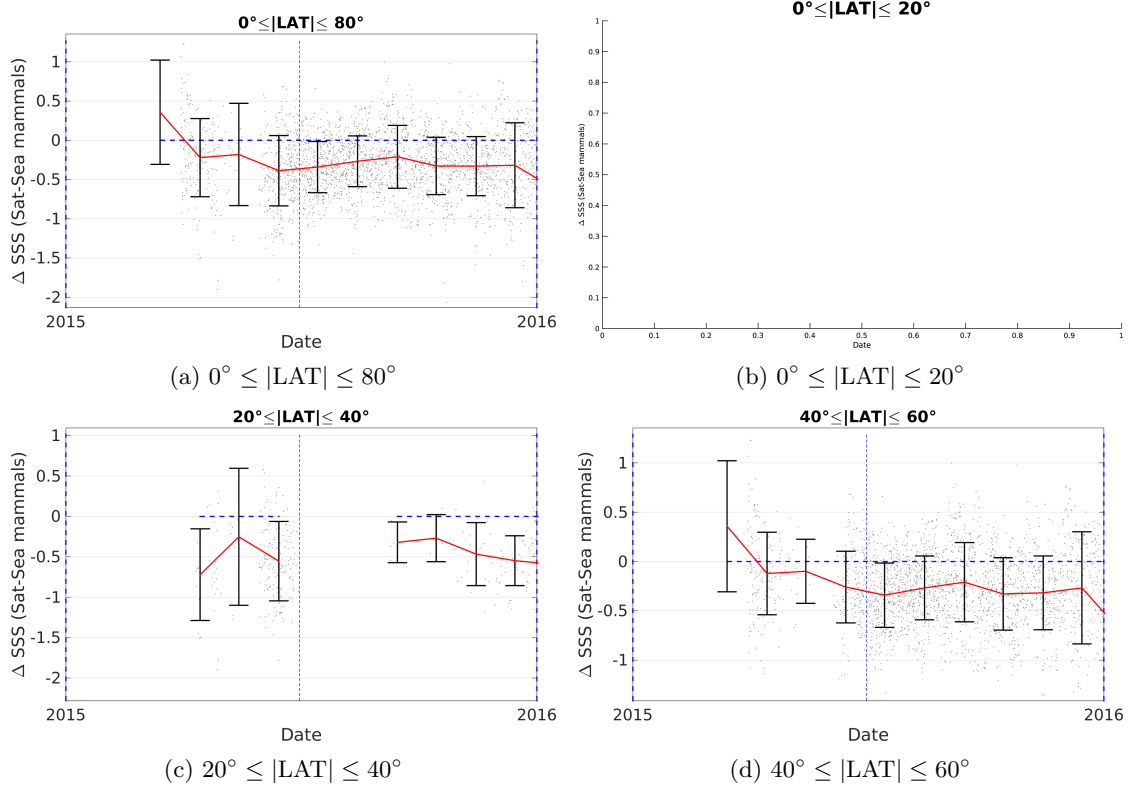 0°≤|LAT|≤ 80°
1
0.5
0
-0.5
-1
-1.5
-2
Δ SSS (Sat-Sea mammals)
2015
2016
Date
(a) 0° ≤ |LAT| ≤ 80°
0°≤|LAT|≤ 20°
1
0.9
0.8
0.7
0.6
0.5
0.4
0.3
0.2
0.1
0
Δ SSS (Sat-Sea mammals)
0 0.1 0.2 0.3 0.4 0.5 0.6 0.7 0.8 0.9 1
Date
(b) 0° ≤ |LAT| ≤ 20°
20°≤|LAT|≤ 40°
1
0.5
0
-0.5
-1
-1.5
-2
Δ SSS (Sat-Sea mammals)
2015
2016
Date
(c) 20° ≤ |LAT| ≤ 40°
40°≤|LAT|≤ 60°
1
0.5
0
-0.5
-1
Δ SSS (Sat-Sea mammals)
2015
2016
Date
(d) 40° ≤ |LAT| ≤ 60°